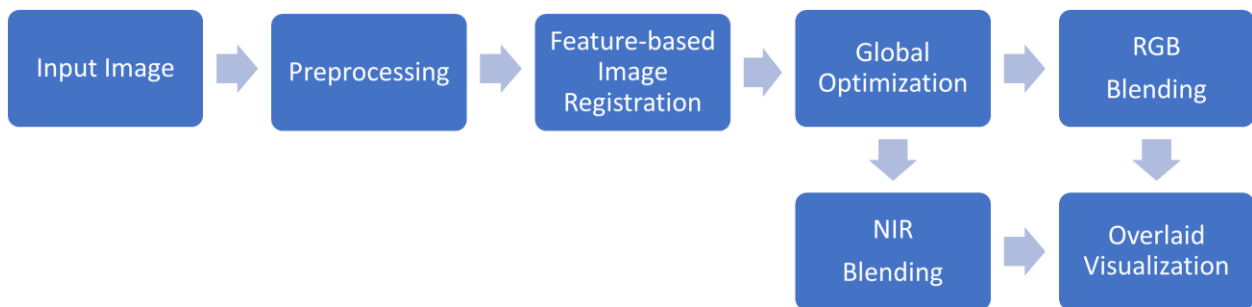 Input Image
Preprocessing
Feature-based
Image
Registration
Global
Optimization
RGB
Blending
NIR
Blending
Overlaid
Visualization